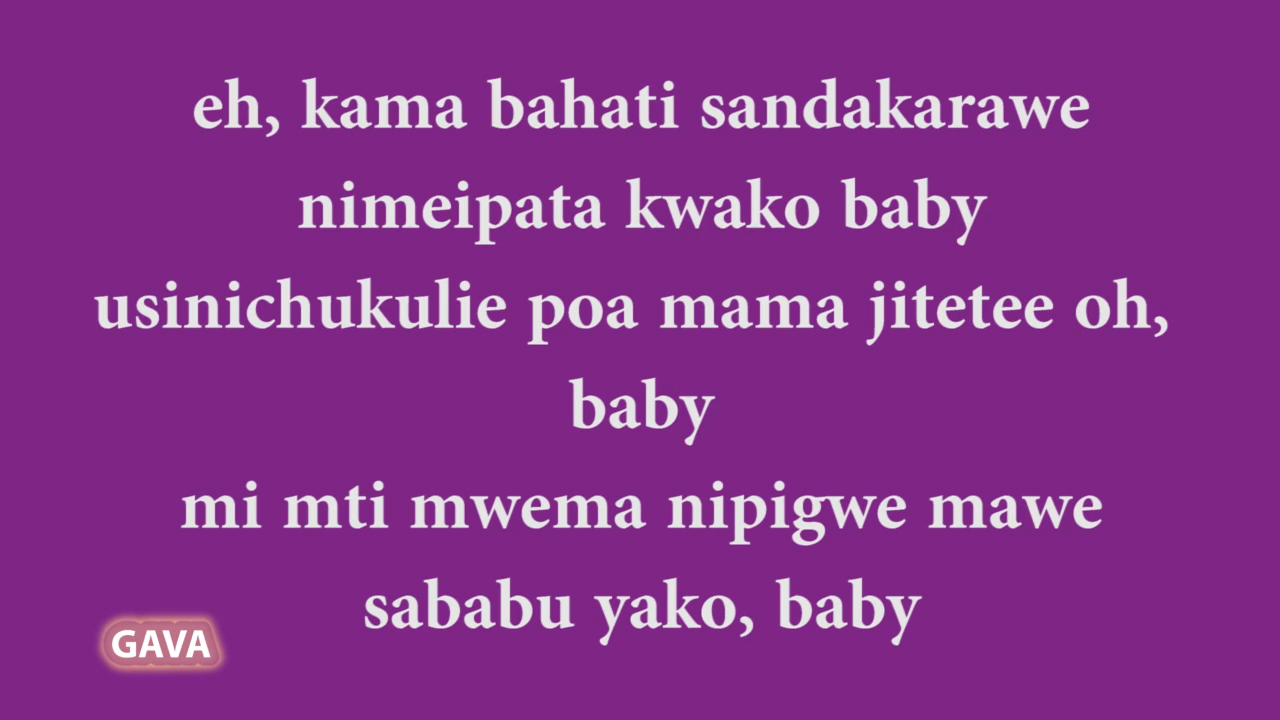 eh, kama bahati sandakarawe
nimeipata kwako baby
usinichukulie poa mama jitetee oh,
baby
mi mti mwema nipigwe mawe
sababu yako, baby
GAVA